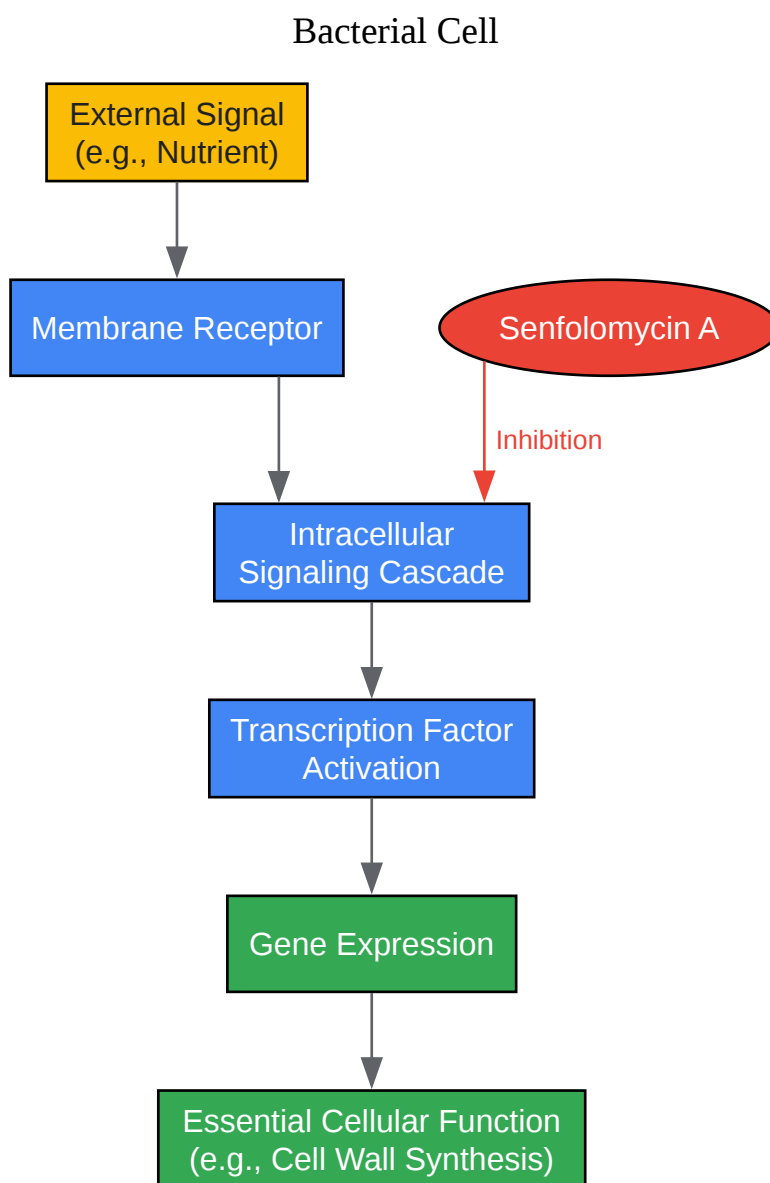 Bacterial Cell
External Signal
(e.g., Nutrient)
Membrane Receptor
Senfolomycin A
Inhibition
Intracellular
Signaling Cascade
Transcription Factor
Activation
Gene Expression
Essential Cellular Function
(e.g., Cell Wall Synthesis)